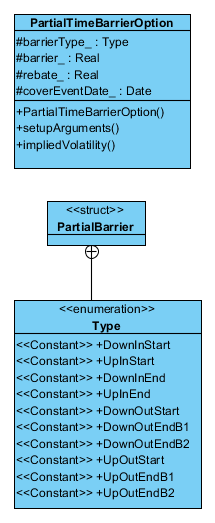 PartialTimeBarrierOption
#barrierType_ : Type
#barrier_ : Real
#rebate_ : Real
#coverEventDate_ : Date
+PartialTimeBarrierOption()
+setupArguments()
+impliedVolatility()
<<struct>>
PartialBarrier
<<enumeration>>
Type
<<Constant>> +DownInStart
<<Constant>> +UpInStart
<<Constant>> +DownInEnd
<<Constant>> +UpInEnd
<<Constant>> +DownOutStart
<<Constant>> +DownOutEndB1
<<Constant>> +DownOutEndB2
<<Constant>> +UpOutStart
<<Constant>> +UpOutEndB1
<<Constant>> +UpOutEndB2